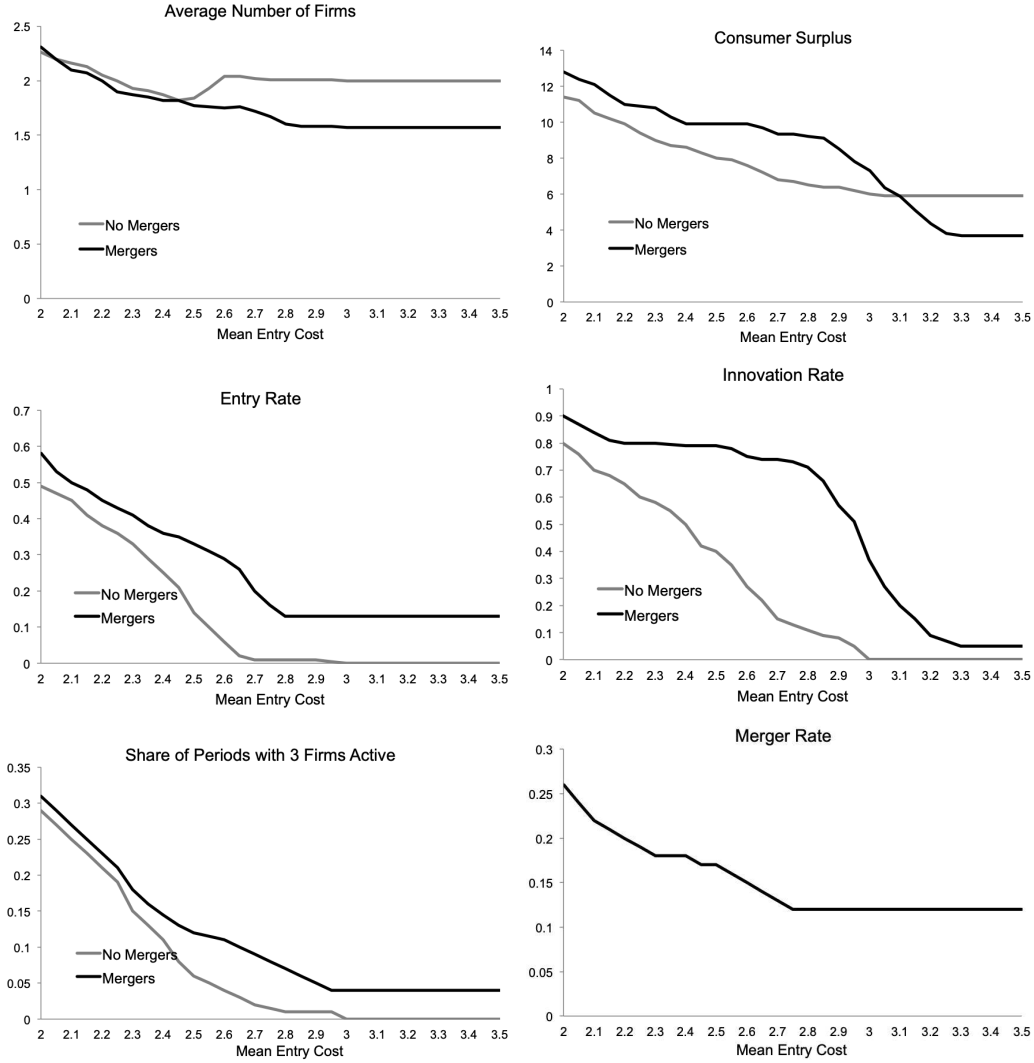 Average Number of Firms
2.5
2
1.5
1
0.5
0
No Mergers
Mergers
2 2.1 2.2 2.3 2.4 2.5 2.6 2.7 2.8 2.9 3 3.1 3.2 3.3 3.4 3.5
Mean Entry Cost
Consumer Surplus
14
12
10
8
6
4
2
0
No Mergers
Mergers
2 2.1 2.2 2.3 2.4 2.5 2.6 2.7 2.8 2.9 3 3.1 3.2 3.3 3.4 3.5
Mean Entry Cost
Entry Rate
0.7
0.6
0.5
0.4
0.3
0.2
0.1
0
No Mergers
Mergers
2 2.1 2.2 2.3 2.4 2.5 2.6 2.7 2.8 2.9 3 3.1 3.2 3.3 3.4 3.5
Mean Entry Cost
Innovation Rate
1
0.9
0.8
0.7
0.6
0.5
0.4
0.3
0.2
0.1
0
No Mergers
Mergers
2 2.1 2.2 2.3 2.4 2.5 2.6 2.7 2.8 2.9 3 3.1 3.2 3.3 3.4 3.5
Mean Entry Cost
Share of Periods with 3 Firms Active
0.35
0.3
0.25
0.2
0.15
0.1
0.05
0
No Mergers
Mergers
2 2.1 2.2 2.3 2.4 2.5 2.6 2.7 2.8 2.9 3 3.1 3.2 3.3 3.4 3.5
Mean Entry Cost
Merger Rate
0.3
0.25
0.2
0.15
0.1
0.05
0
2 2.1 2.2 2.3 2.4 2.5 2.6 2.7 2.8 2.9 3 3.1 3.2 3.3 3.4 3.5
Mean Entry Cost